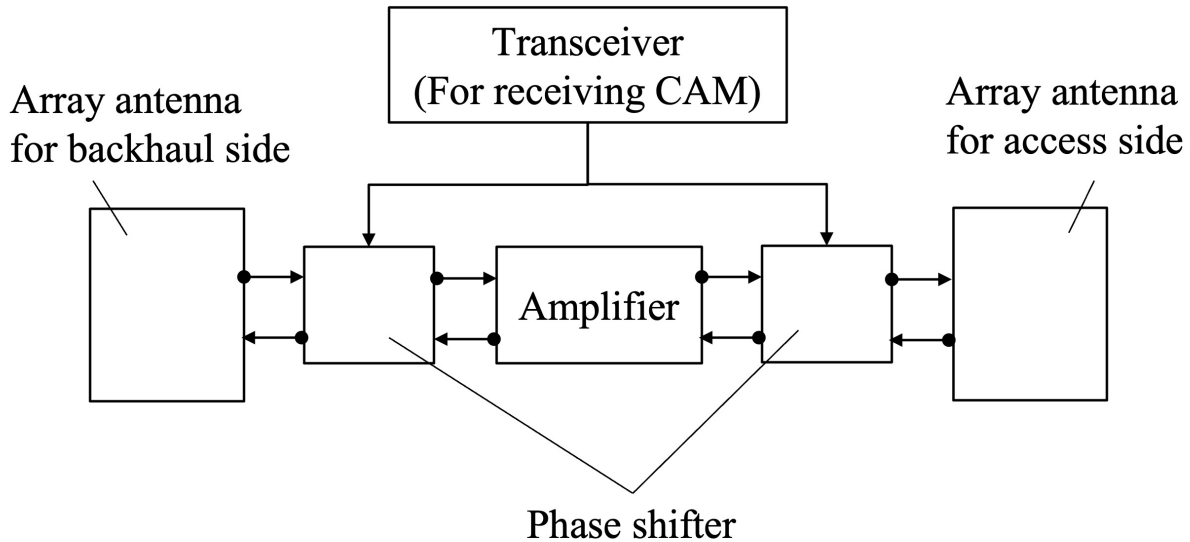 Transceiver
(For receiving CAM)
Array antenna
for backhaul side
Array antenna
for access side
Amplifier
Phase shifter